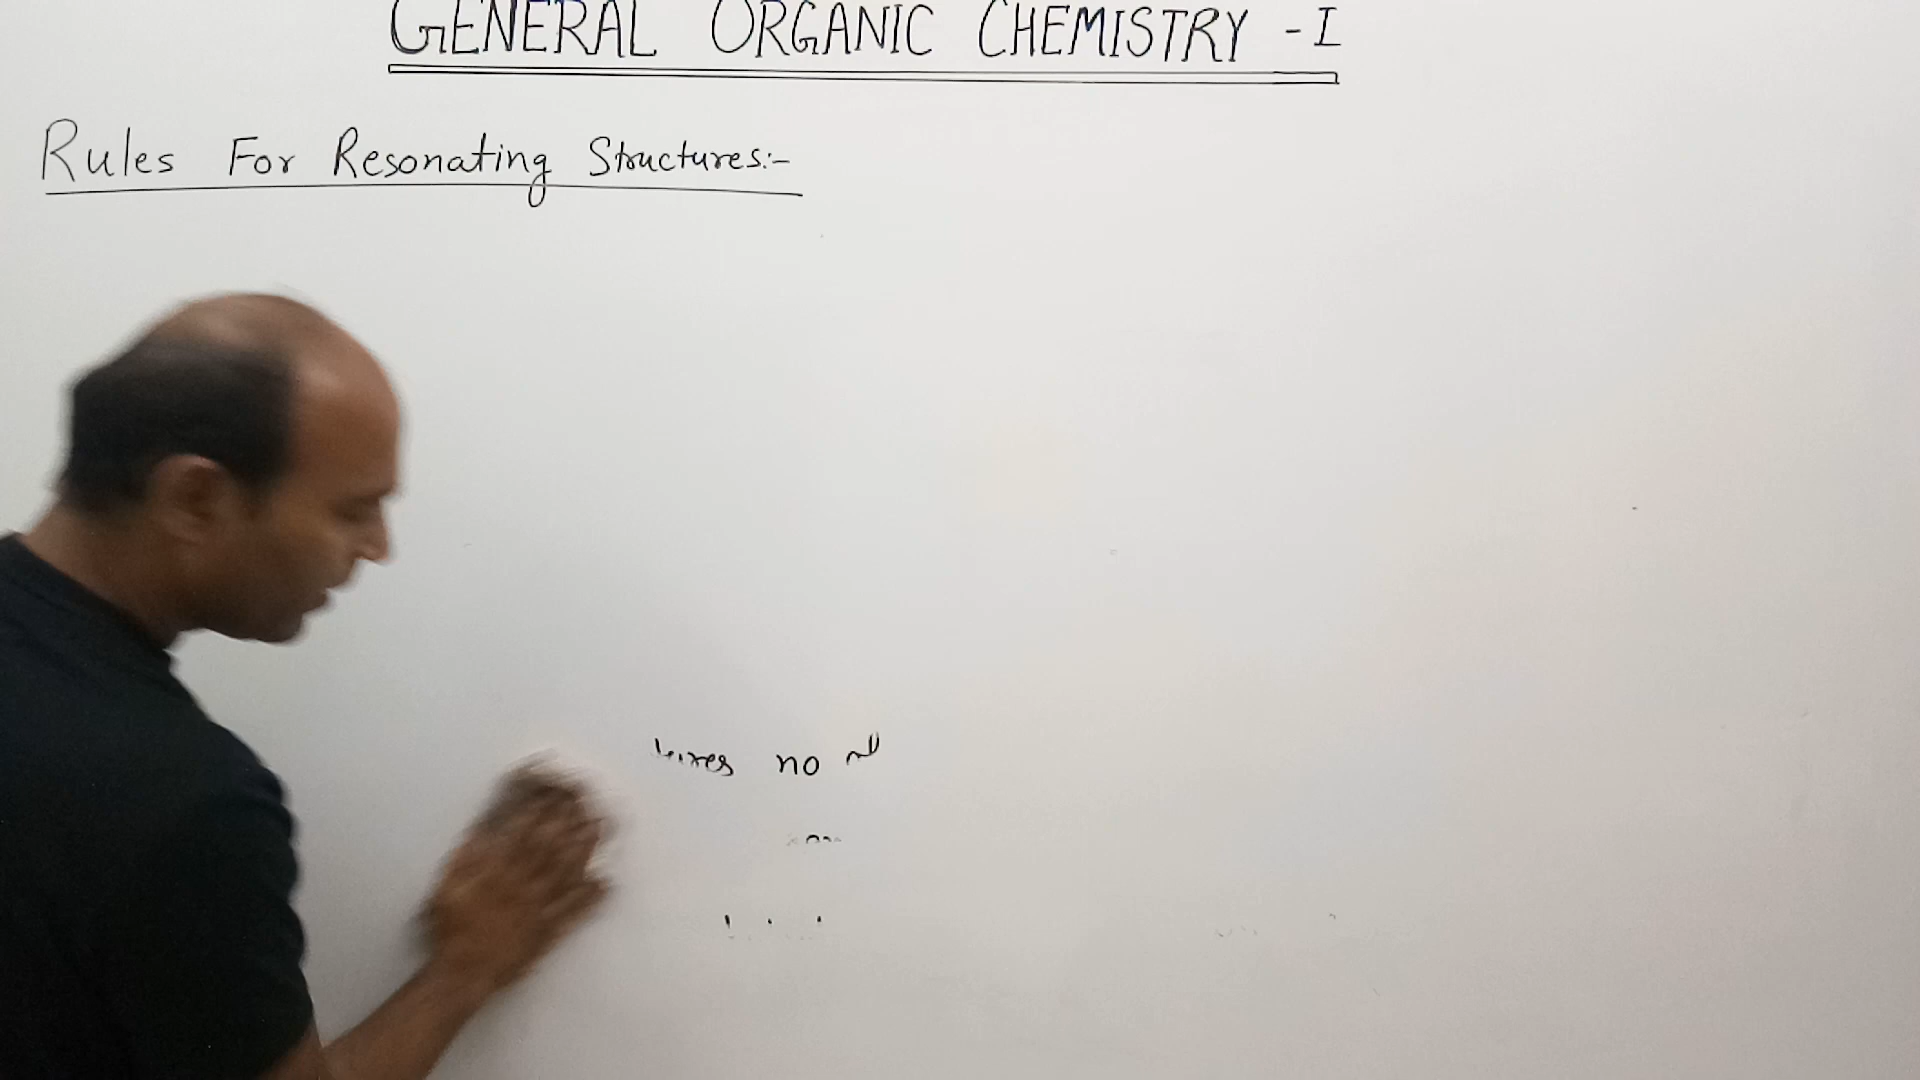 GENERAL ORGANIC CHEMISTRY - I
Rules For Resonating Structures:-
no